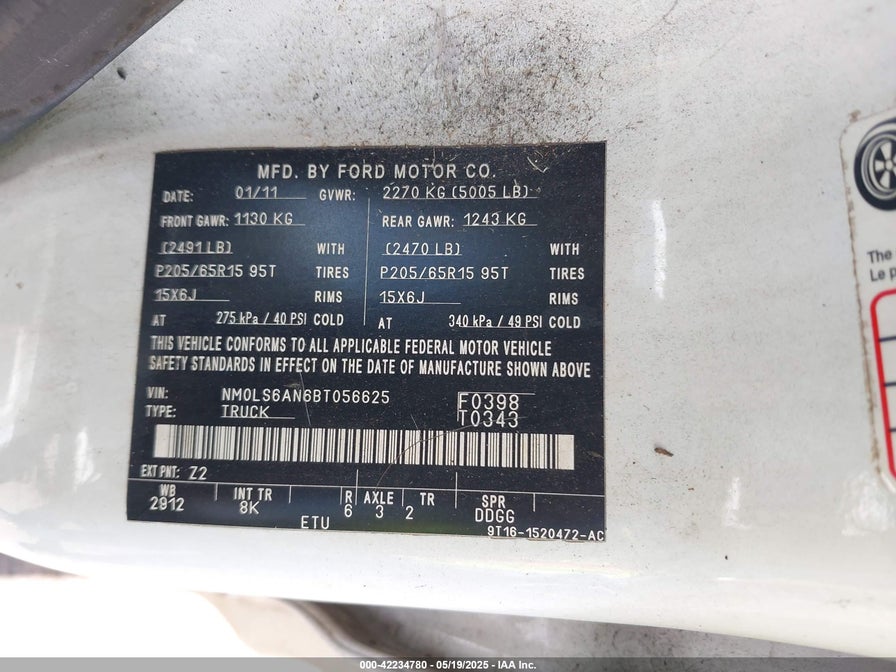 MFD. BY FORD MOTOR CO.
DATE: 01/11 GVWR: 2270 KG (5005 LB)
FRONT GAWR: 1130 KG REAR GAWR: 1243 KG
(2491 LB) WITH (2470 LB) WITH
P205/65R15 95T TIRES P205/65R15 95T TIRES
15X6J RIMS 15X6J RIMS
AT 275 kPa / 40 PSI COLD AT 340 kPa / 49 PSI COLD
THIS VEHICLE CONFORMS TO ALL APPLICABLE FEDERAL MOTOR VEHICLE
SAFETY STANDARDS IN EFFECT ON THE DATE OF MANUFACTURE SHOWN ABOVE
VIN: NM0LS6AN6BT056625 F0398
TYPE: TRUCK T0343
EXT PNT: Z2
WB INT TR R AXLE TR SPR
2912 8K 6 3 2 DDGG
ETU 9T16-1520472-AC
The
Le p
000-42234780 - 05/19/2025 - IAA Inc.